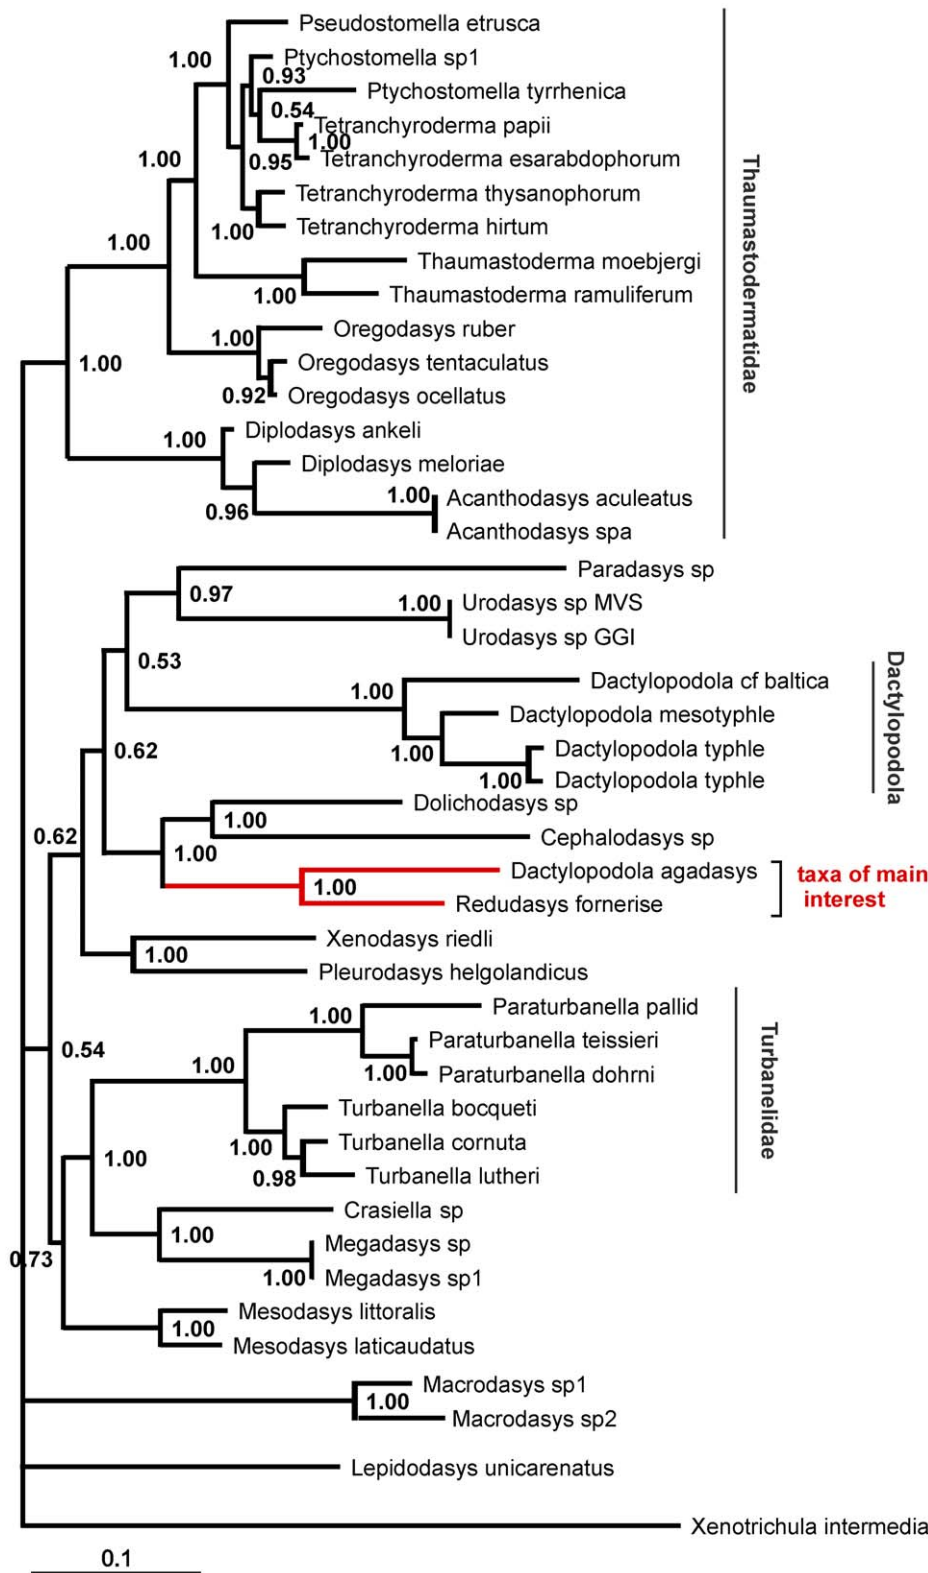 Pseudostomella etrusca
1.00
Ptychostomella sp1
0.93
Ptychostomella tyrrhenica
0.54
Tetranchyroderma papii
1.00
0.95
Tetranchyroderma esarabdophorum
1.00
Tetranchyroderma thysanophorum
1.00
Tetranchyroderma hirtum
1.00
Thaumastoderma moebjergi
1.00
Thaumastoderma ramuliferum
Oregodasys ruber
1.00
1.00
Oregodasys tentaculatus
0.92
Oregodasys ocellatus
Diplodasys ankeli
1.00
Diplodasys meloriae
0.96
1.00
Acanthodasys aculeatus
Acanthodasys spa
Thaumastodermatidae
Paradasys sp
0.97
1.00
Urodasys sp MVS
Urodasys sp GGI
0.53
Dactylopodola cf baltica
1.00
Dactylopodola mesotyphle
1.00
Dactylopodola typhle
1.00
Dactylopodola typhle
Dactylopodola
0.62
Dolichodasys sp
1.00
Cephalodasys sp
0.62
1.00
Dactylopodola agadasys
1.00
Redudasys fornerise
taxa of main
interest
Xenodasys riedli
1.00
Pleurodasys helgolandicus
Paraturbanella pallid
1.00
Paraturbanella teissieri
0.54
1.00
1.00
Paraturbanella dohrni
Turbanella bocqueti
1.00
Turbanella cornuta
0.98
Turbanella lutheri
Turbanelidae
1.00
Crasiella sp
1.00
Megadasys sp
0.73
1.00
Megadasys sp1
Mesodasys littoralis
1.00
Mesodasys laticaudatus
Macrodasys sp1
1.00
Macrodasys sp2
Lepidodasys unicarenatus
Xenotrichula intermedia
0.1